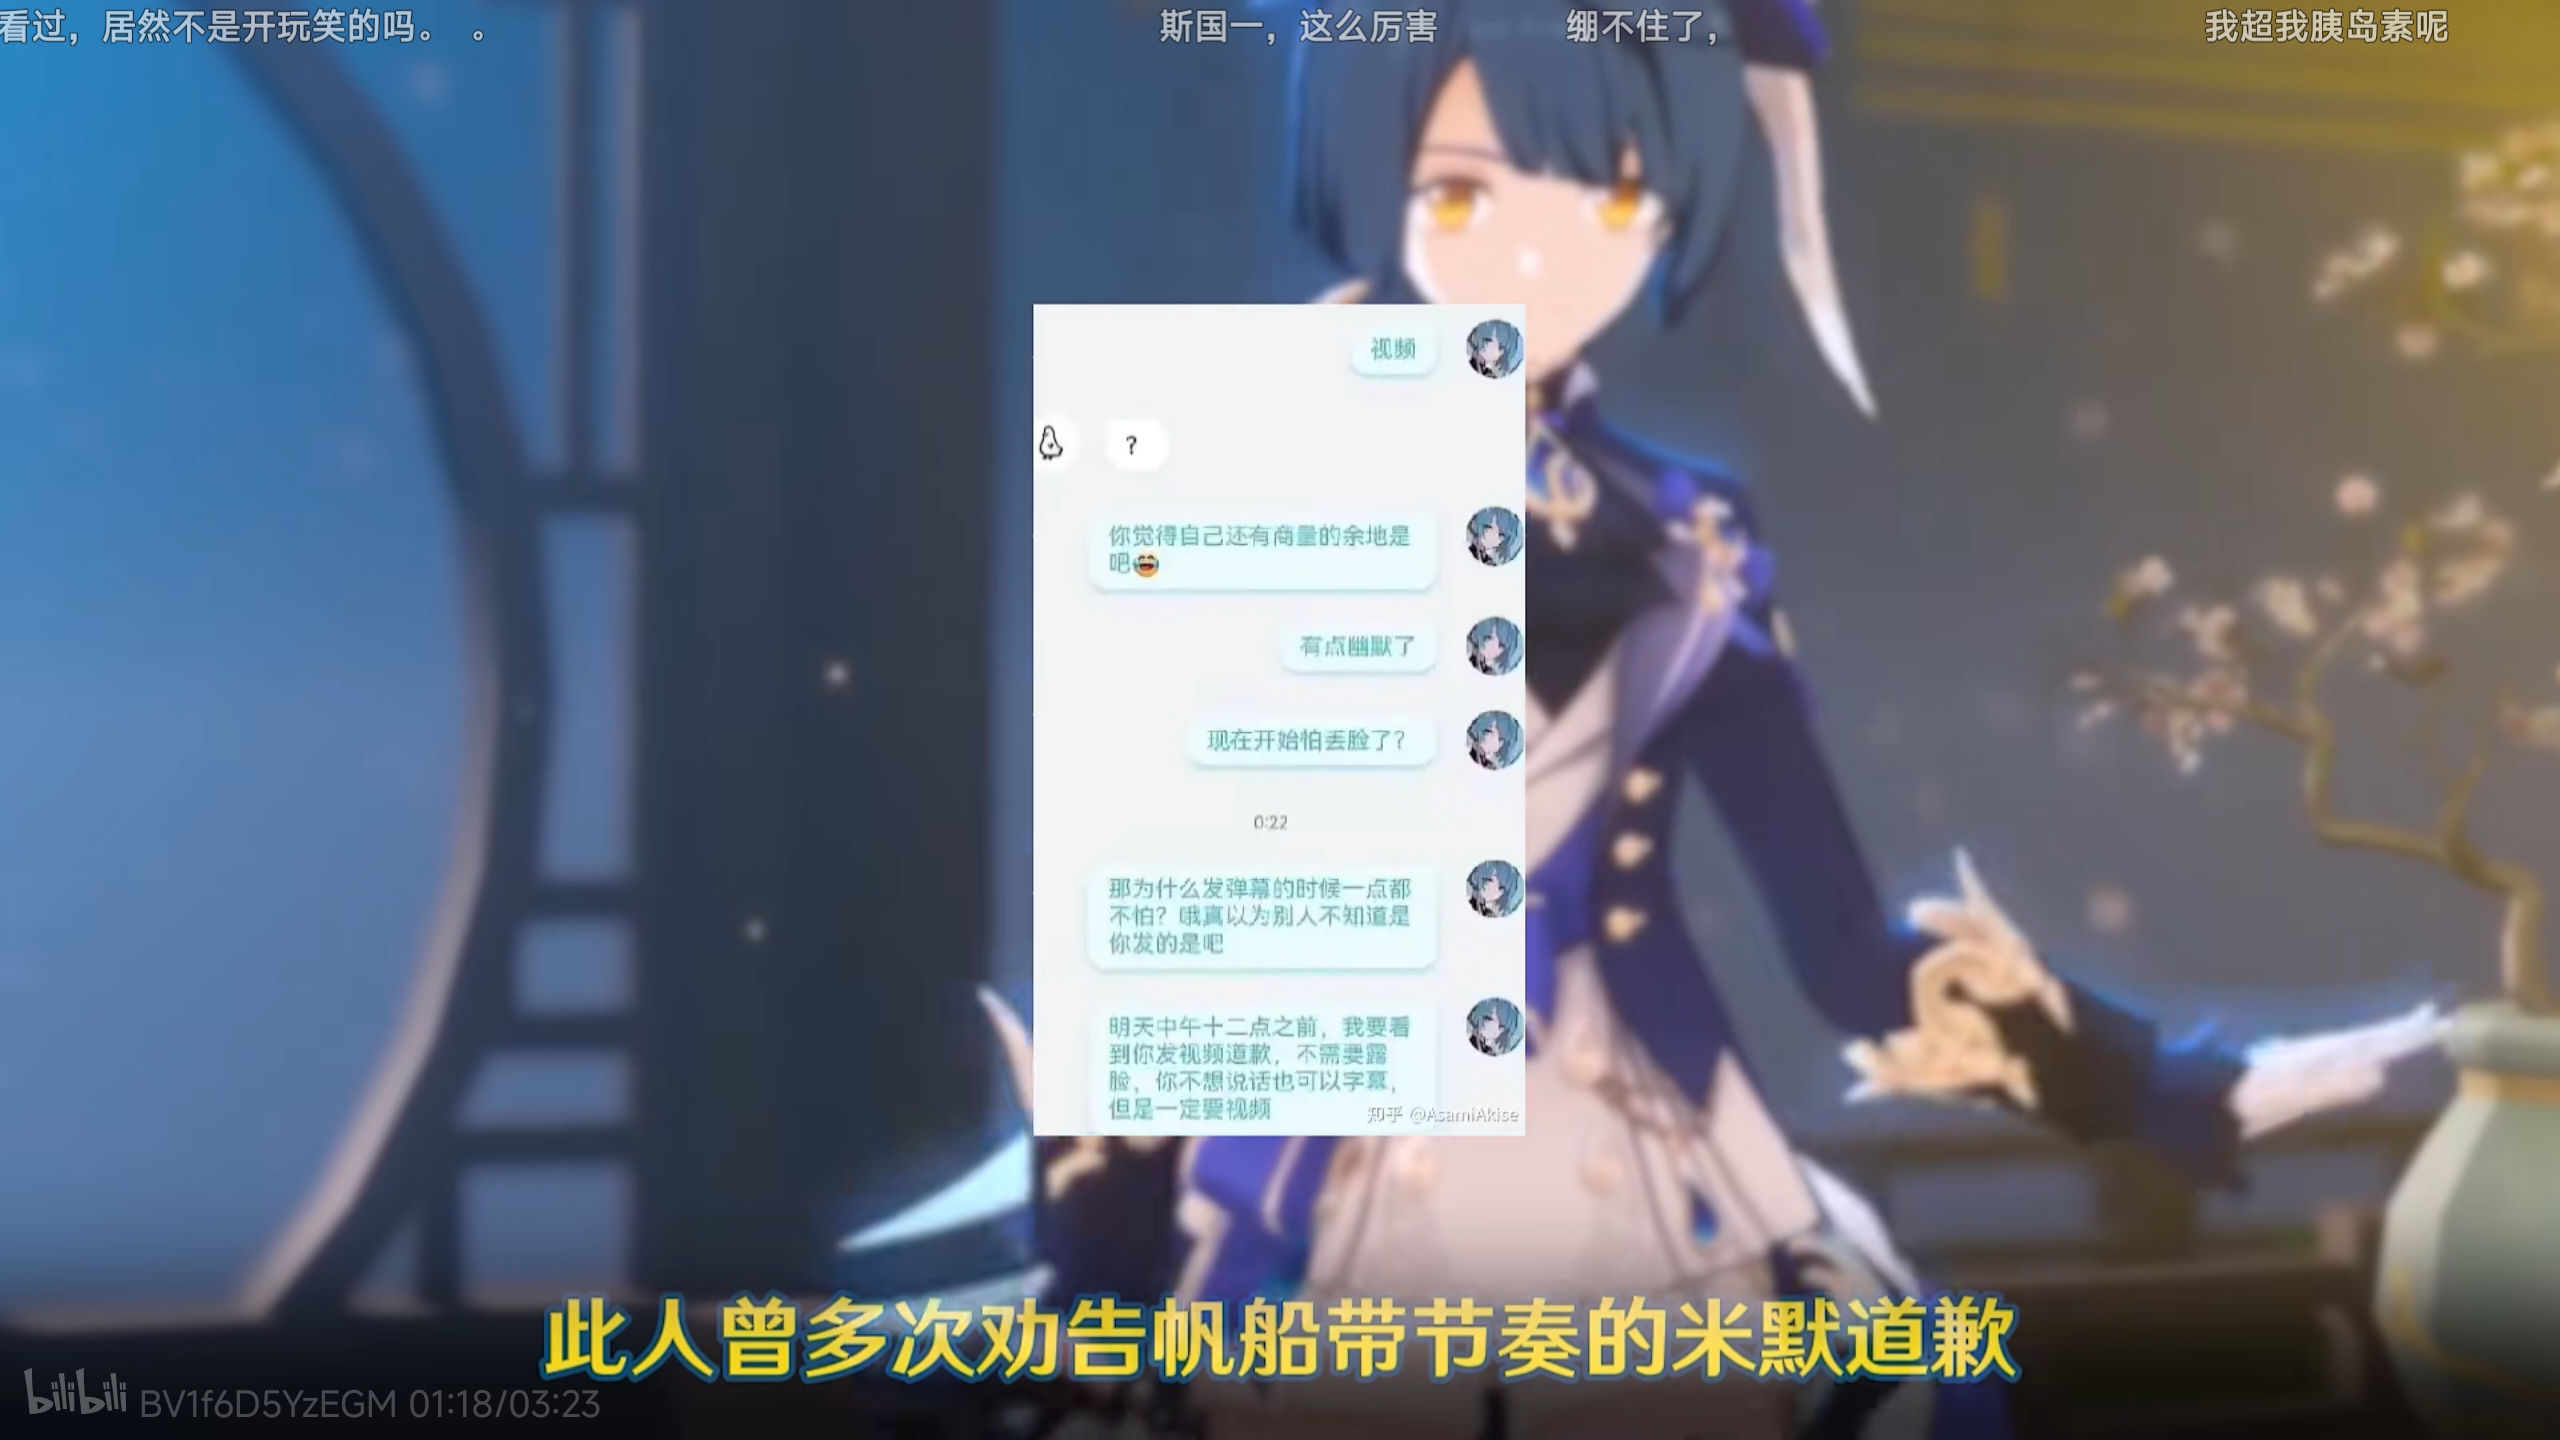 看过，居然不是开玩笑的吗。 。
斯国一，这么厉害
绷不住了，
我超我胰岛素呢
视频
？
你觉得自己还有商量的余地是
吧😂
有点幽默了
现在开始怕丢脸了？
0:22
那为什么发弹幕的时候一点都
不怕？哦真以为别人不知道是
你发的是吧
明天中午十二点之前，我要看
到你发视频道歉，不需要露
脸，你不想说话也可以字幕，
但是一定要视频
知乎 @AsamiAkise
此人曾多次劝告帆船带节奏的米默道歉
bilibili BV1f6D5YzEGM 01:18/03:23